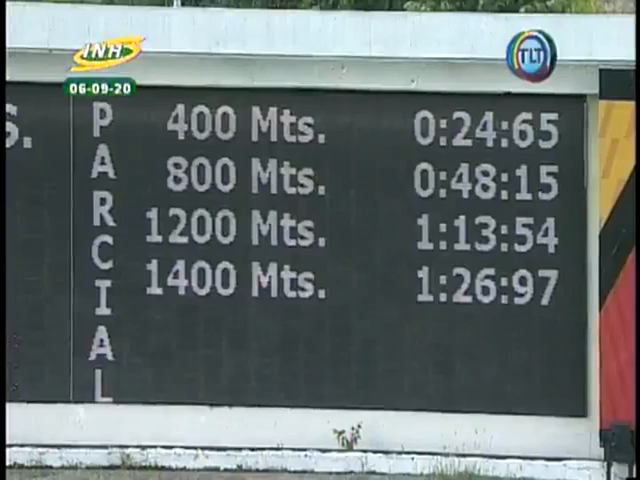 INH
TLT
06-09-20
S.
PARCIAL
400 Mts. 0:24:65
800 Mts. 0:48:15
1200 Mts. 1:13:54
1400 Mts. 1:26:97